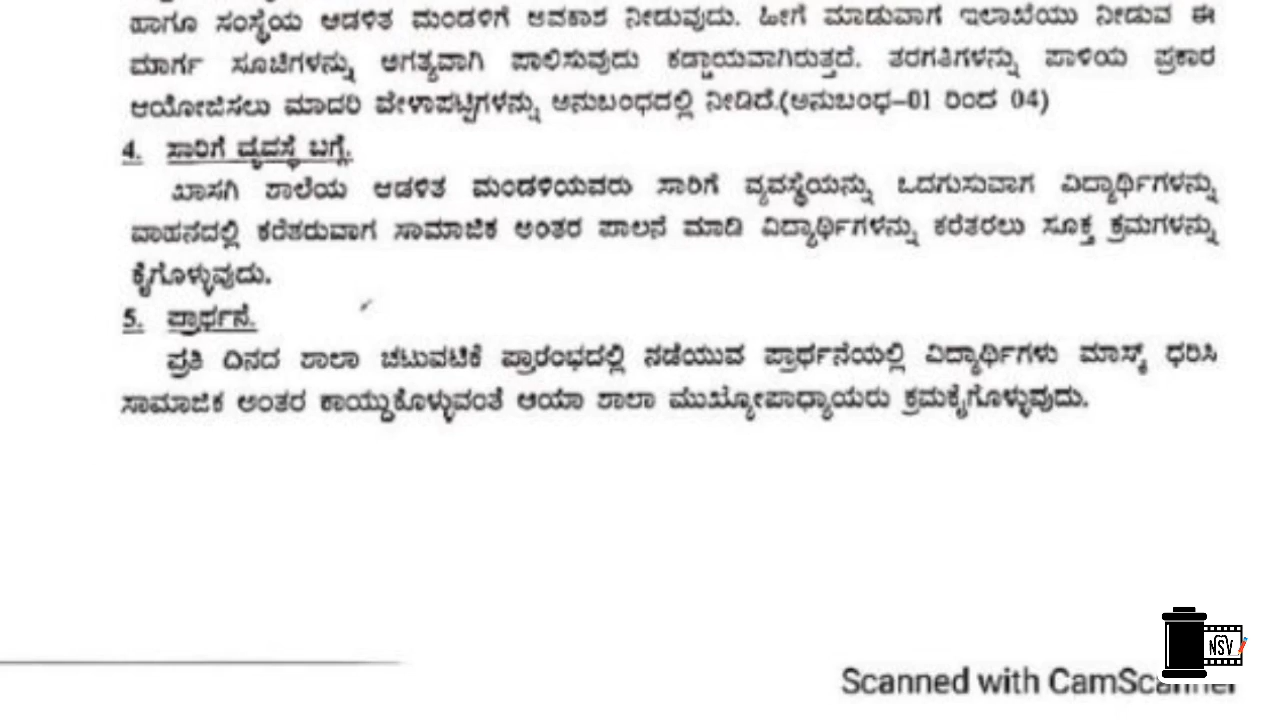 ಹಾಗೂ ಸಂಸ್ಥೆಯ ಆಡಳಿತ ಮಂಡಳಿಗೆ ಅವಕಾಶ ನೀಡುವುದು. ಹೀಗೆ ಮಾಡುವಾಗ ಇಲಾಖೆಯು ನೀಡುವ ಈ
ಮಾರ್ಗ ಸೂಚಿಗಳನ್ನು ಅಗತ್ಯವಾಗಿ ಪಾಲಿಸುವುದು ಕಡ್ಡಾಯವಾಗಿರುತ್ತದೆ. ತರಗತಿಗಳನ್ನು ಪಾಳಿಯ ಪ್ರಕಾರ
ಆಯೋಜಿಸಲು ಮಾದರಿ ವೇಳಾಪಟ್ಟಿಗಳನ್ನು ಅನುಬಂಧದಲ್ಲಿ ನೀಡಿದೆ.(ಅನುಬಂಧ–01 ರಿಂದ 04)
4. ಸಾರಿಗೆ ವ್ಯವಸ್ಥೆ ಬಗ್ಗೆ.
ಖಾಸಗಿ ಶಾಲೆಯ ಆಡಳಿತ ಮಂಡಳಿಯವರು ಸಾರಿಗೆ ವ್ಯವಸ್ಥೆಯನ್ನು ಒದಗುಸುವಾಗ ವಿದ್ಯಾರ್ಥಿಗಳನ್ನು
ವಾಹನದಲ್ಲಿ ಕರೆತರುವಾಗ ಸಾಮಾಜಿಕ ಅಂತರ ಪಾಲನೆ ಮಾಡಿ ವಿದ್ಯಾರ್ಥಿಗಳನ್ನು ಕರೆತರಲು ಸೂಕ್ತ ಕ್ರಮಗಳನ್ನು
ಕೈಗೊಳ್ಳುವುದು.
5. ಪ್ರಾರ್ಥನೆ.
ಪ್ರತಿ ದಿನದ ಶಾಲಾ ಚಟುವಟಿಕೆ ಪ್ರಾರಂಭದಲ್ಲಿ ನಡೆಯುವ ಪ್ರಾರ್ಥನೆಯಲ್ಲಿ ವಿದ್ಯಾರ್ಥಿಗಳು ಮಾಸ್ಕ್ ಧರಿಸಿ
ಸಾಮಾಜಿಕ ಅಂತರ ಕಾಯ್ದುಕೊಳ್ಳುವಂತೆ ಆಯಾ ಶಾಲಾ ಮುಖ್ಯೋಪಾಧ್ಯಾಯರು ಕ್ರಮಕೈಗೊಳ್ಳುವುದು.
NSV
Scanned with CamScanner